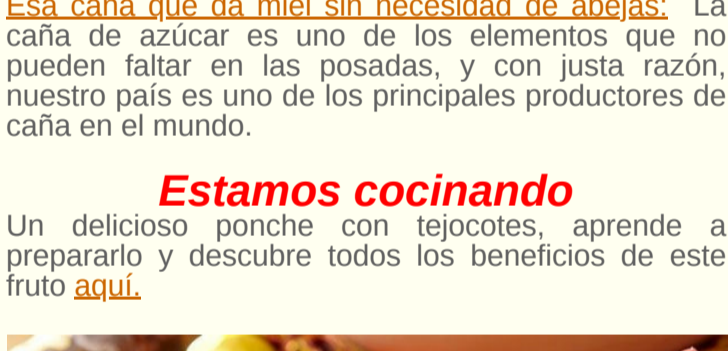 Esa caña que da miel sin necesidad de abejas: La
caña de azúcar es uno de los elementos que no
pueden faltar en las posadas, y con justa razón,
nuestro país es uno de los principales productores de
caña en el mundo.
Estamos cocinando
Un delicioso ponche con tejocotes, aprende a
prepararlo y descubre todos los beneficios de este
fruto aquí.